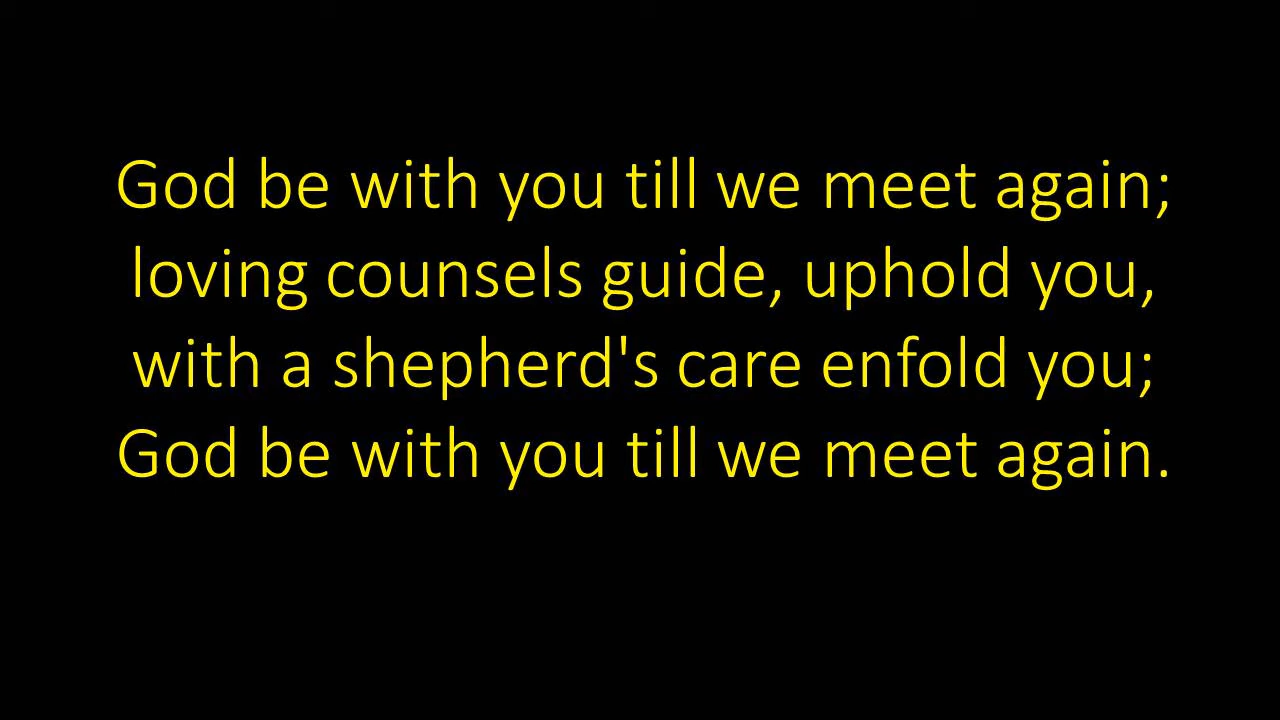 God be with you till we meet again;
loving counsels guide, uphold you,
with a shepherd's care enfold you;
God be with you till we meet again.